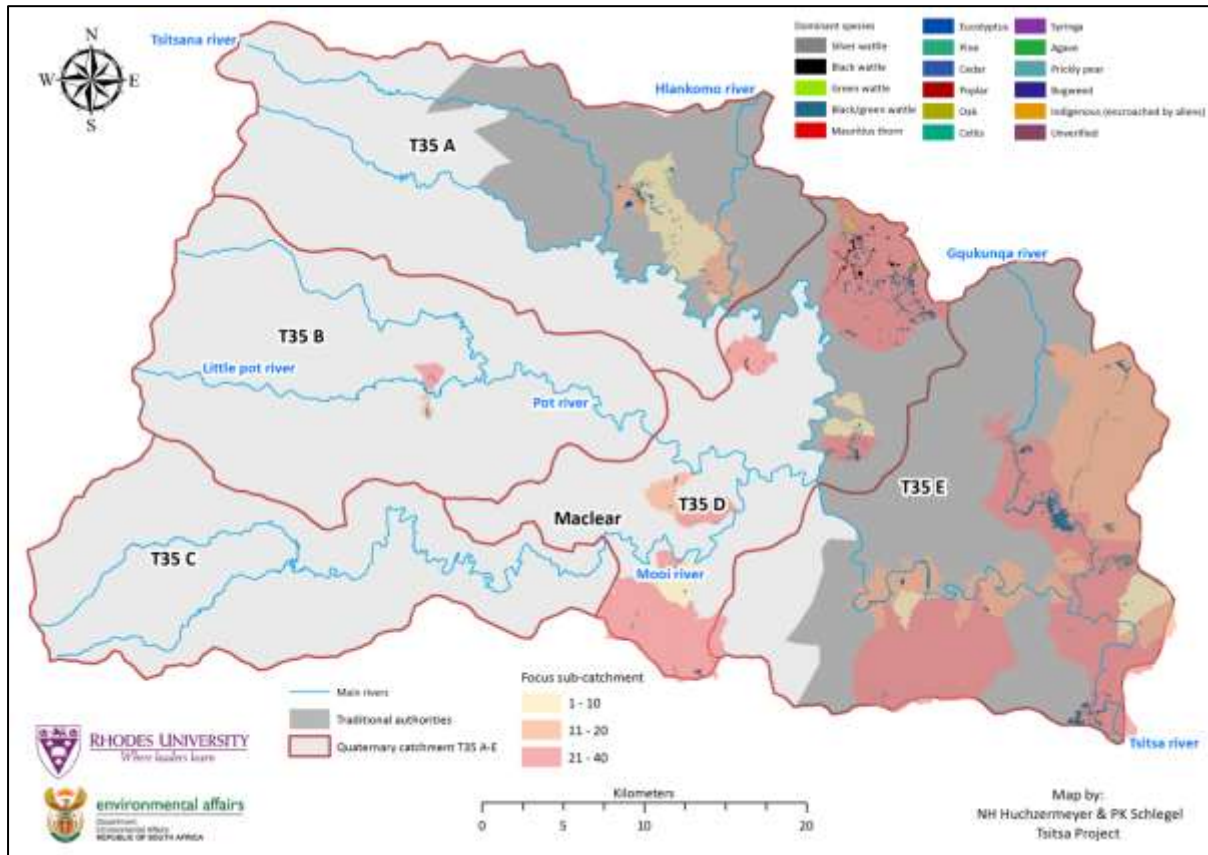 N
W E
S
Tsitsana river
Hlankomo river
Gqukunqa river
T35 A
T35 B
Little pot river
Pot river
T35 E
T35 D
Maclear
T35 C
Mooi river
Tsitsa river
Dominant species
Silver wattle
Black wattle
Green wattle
Black/green wattle
Mauritius thorn
Eucalyptus
Pine
Cedar
Poplar
Oak
Celtis
Syringa
Agave
Prickly pear
Bugweed
Indigenous (encroached by aliens)
Unverified
Main rivers
Traditional authorities
Quaternary catchment T35 A-E
Focus sub-catchment
1 - 10
11 - 20
21 - 40
RHODES UNIVERSITY
Where leaders learn
environmental affairs
Department:
Environmental Affairs
REPUBLIC OF SOUTH AFRICA
Kilometers
0 5 10 20
Map by:
NH Huchzermeyer & PK Schlegel
Tsitsa Project